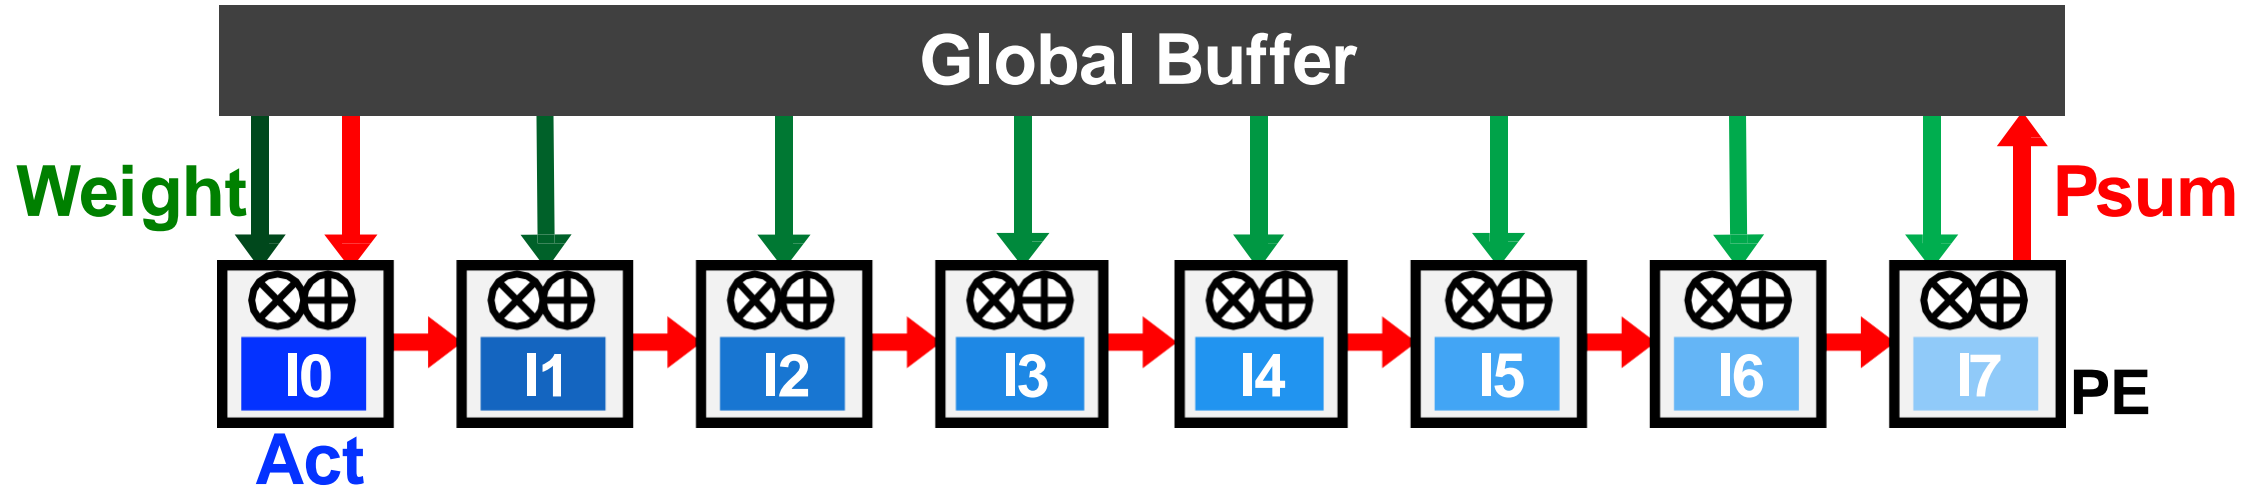 Global Buffer
Weight
Psum
I0 I1 I2 I3 I4 I5 I6 I7
PE
Act